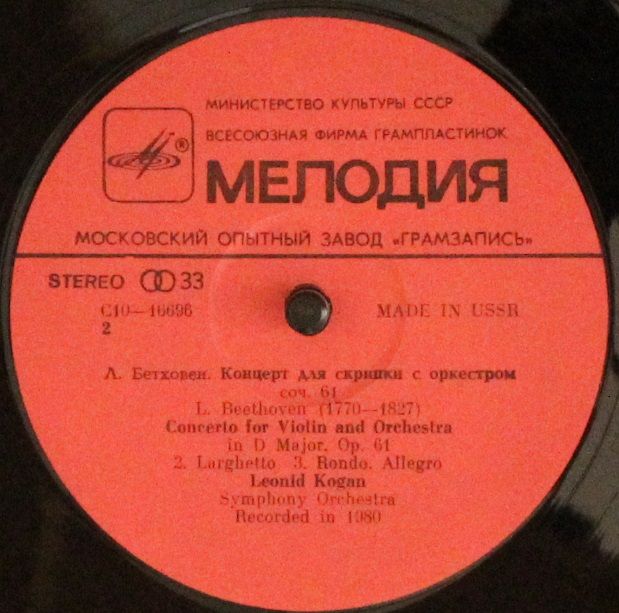 МИНИСТЕРСТВО КУЛЬТУРЫ СССР
ВСЕСОЮЗНАЯ ФИРМА ГРАМПЛАСТИНОК
®
МЕЛОДИЯ
МОСКОВСКИЙ ОПЫТНЫЙ ЗАВОД «ГРАМЗАПИСЬ»
STEREO 33
С10—16696 MADE IN USSR
2
Л. Бетховен. Концерт для скрипки с оркестром
соч. 61
L. Beethoven (1770—1827)
Concerto for Violin and Orchestra
in D Major, Op. 61
2. Larghetto 3. Rondo. Allegro
Leonid Kogan
Symphony Orchestra
Recorded in 1980